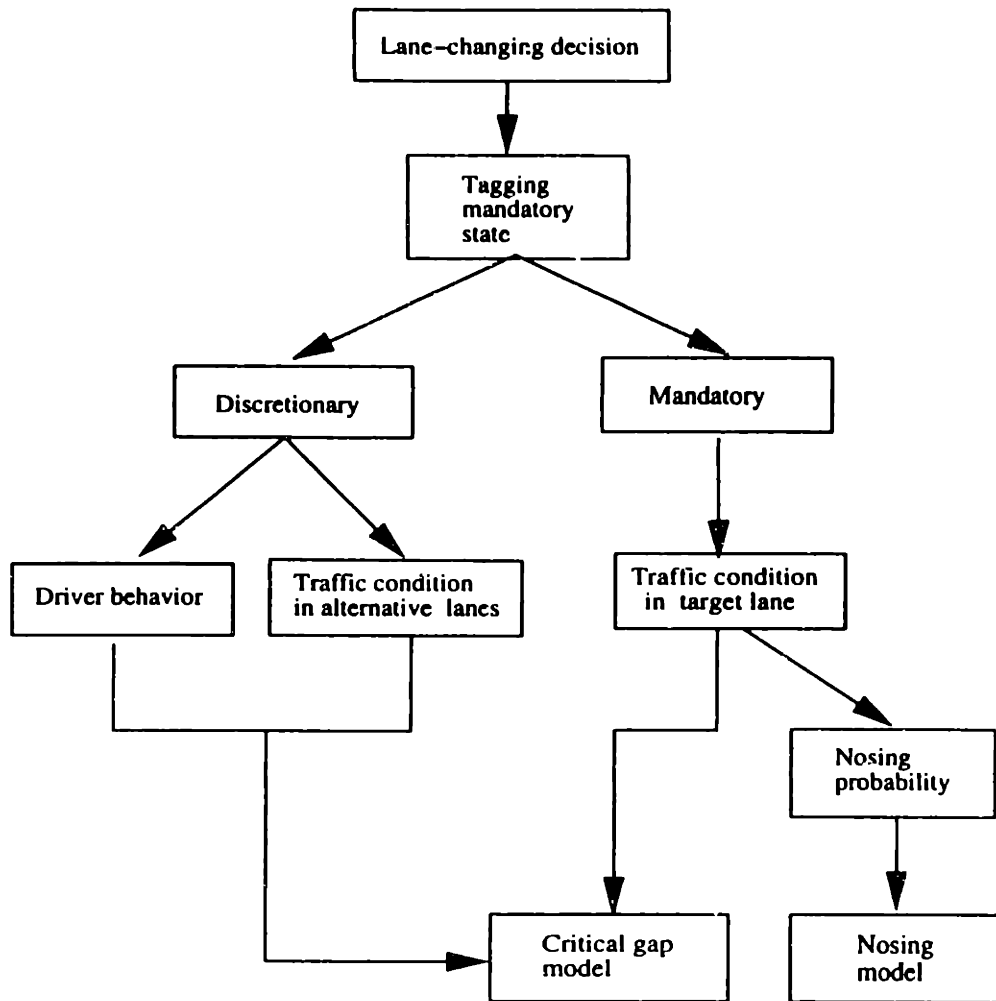 Lane-changing decision
Tagging
mandatory
state
Discretionary
Mandatory
Driver behavior
Traffic condition
in alternative lanes
Traffic condition
in target lane
Nosing
probability
Critical gap
model
Nosing
model